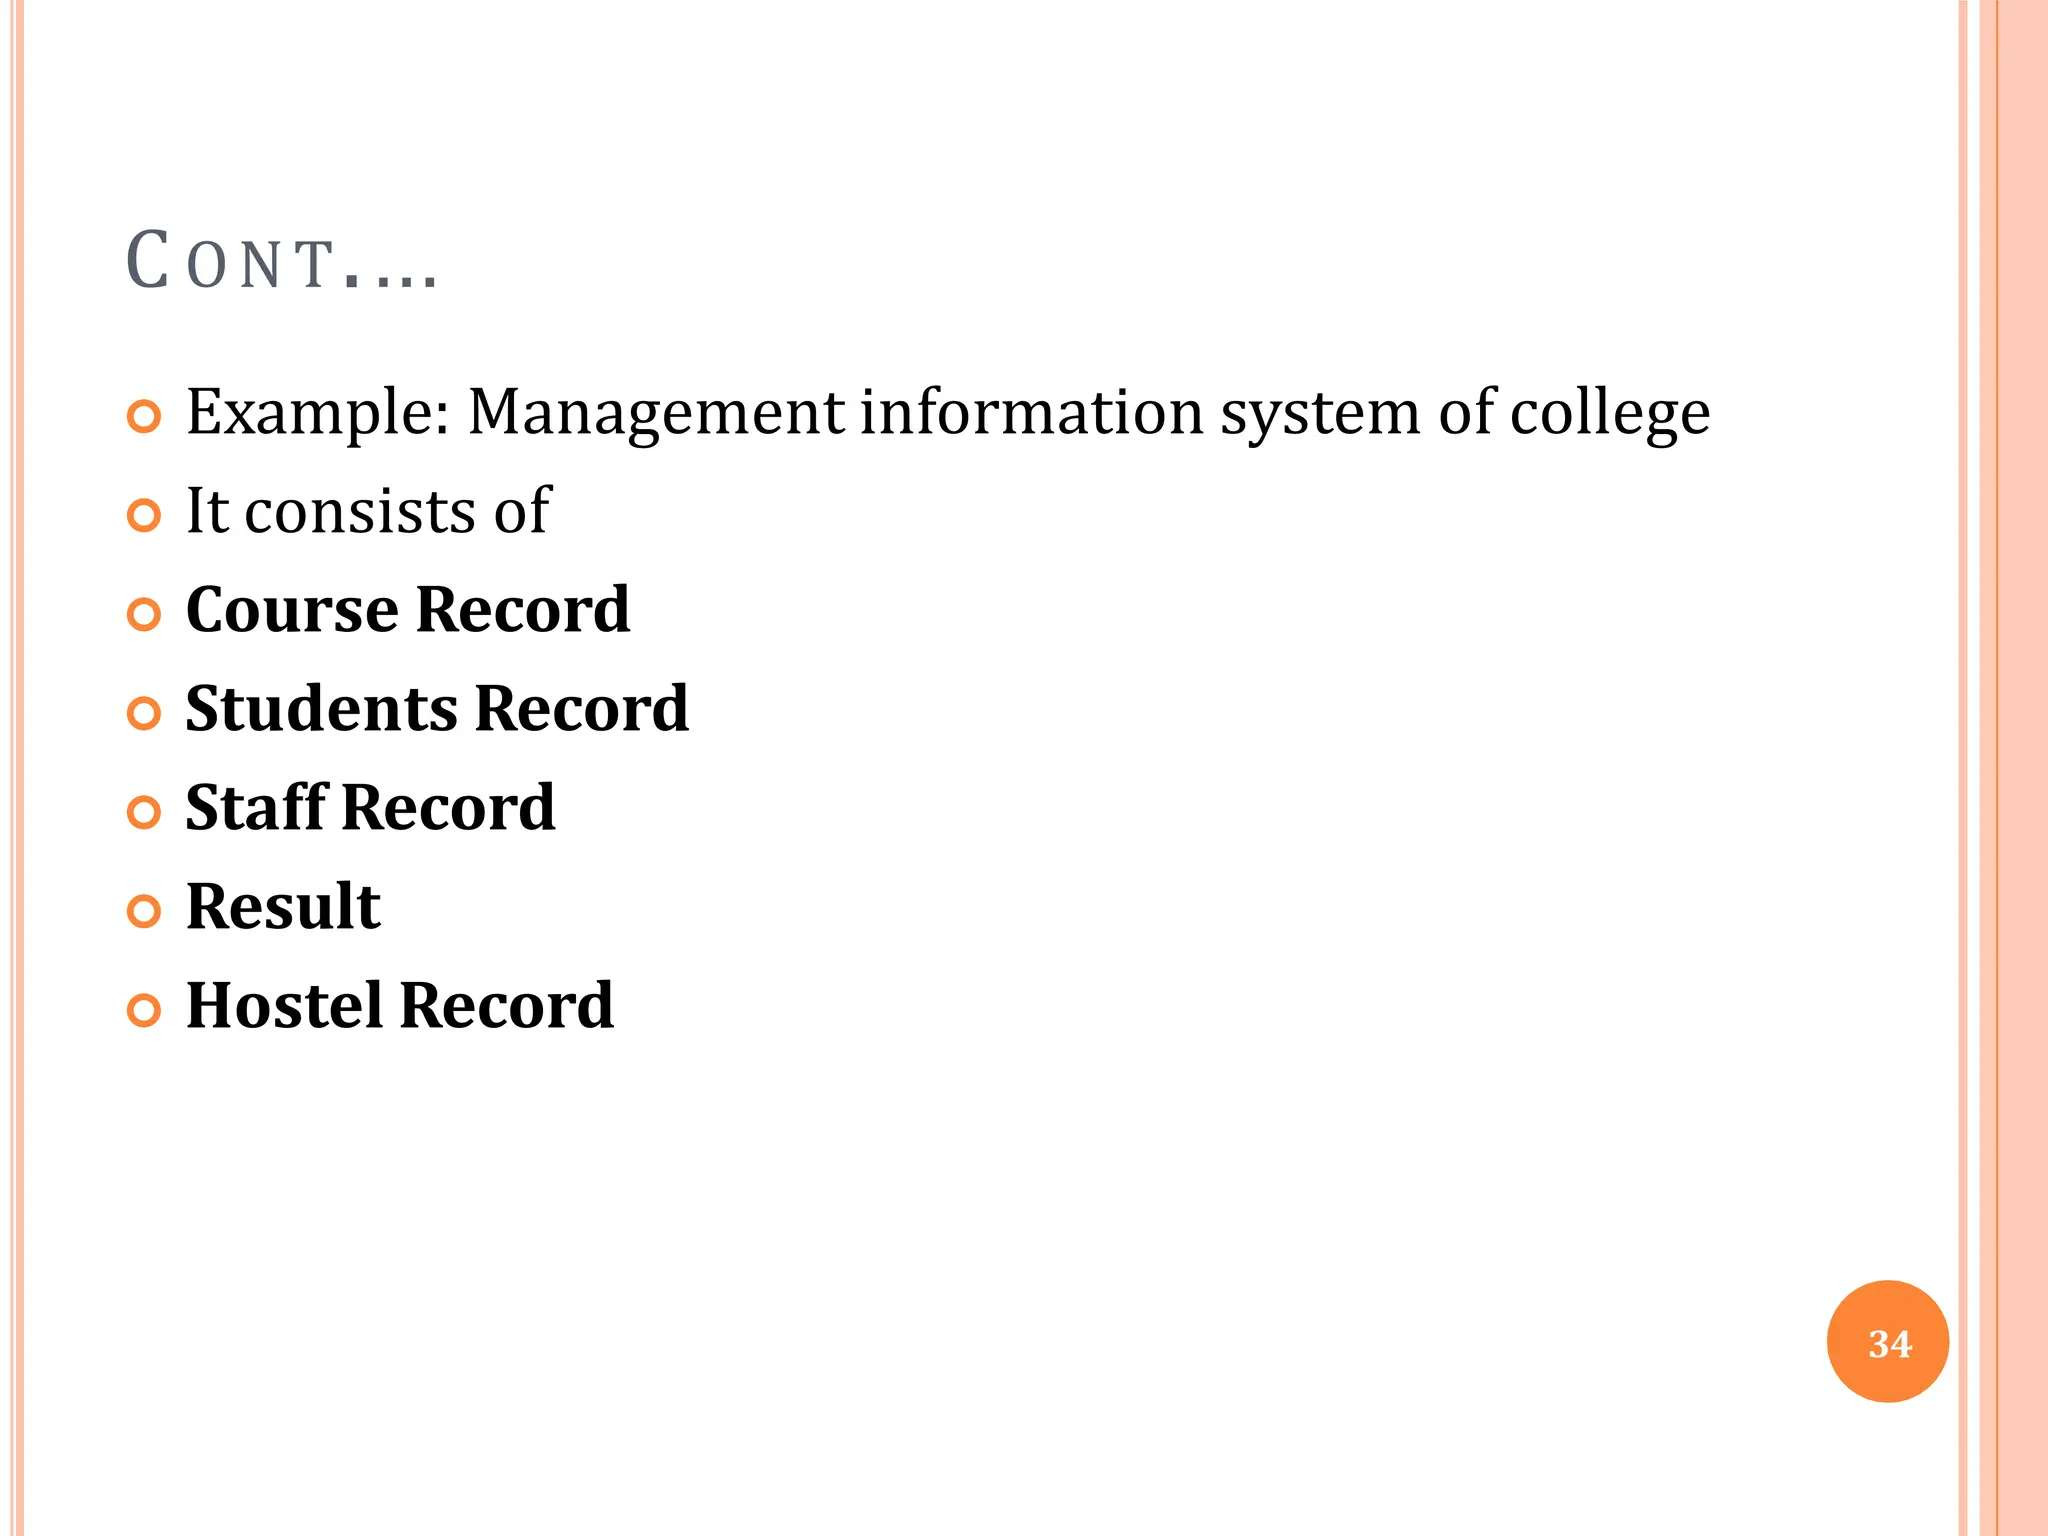 CONT.…
Example: Management information system of college
It consists of
Course Record
Students Record
Staff Record
Result
Hostel Record
34